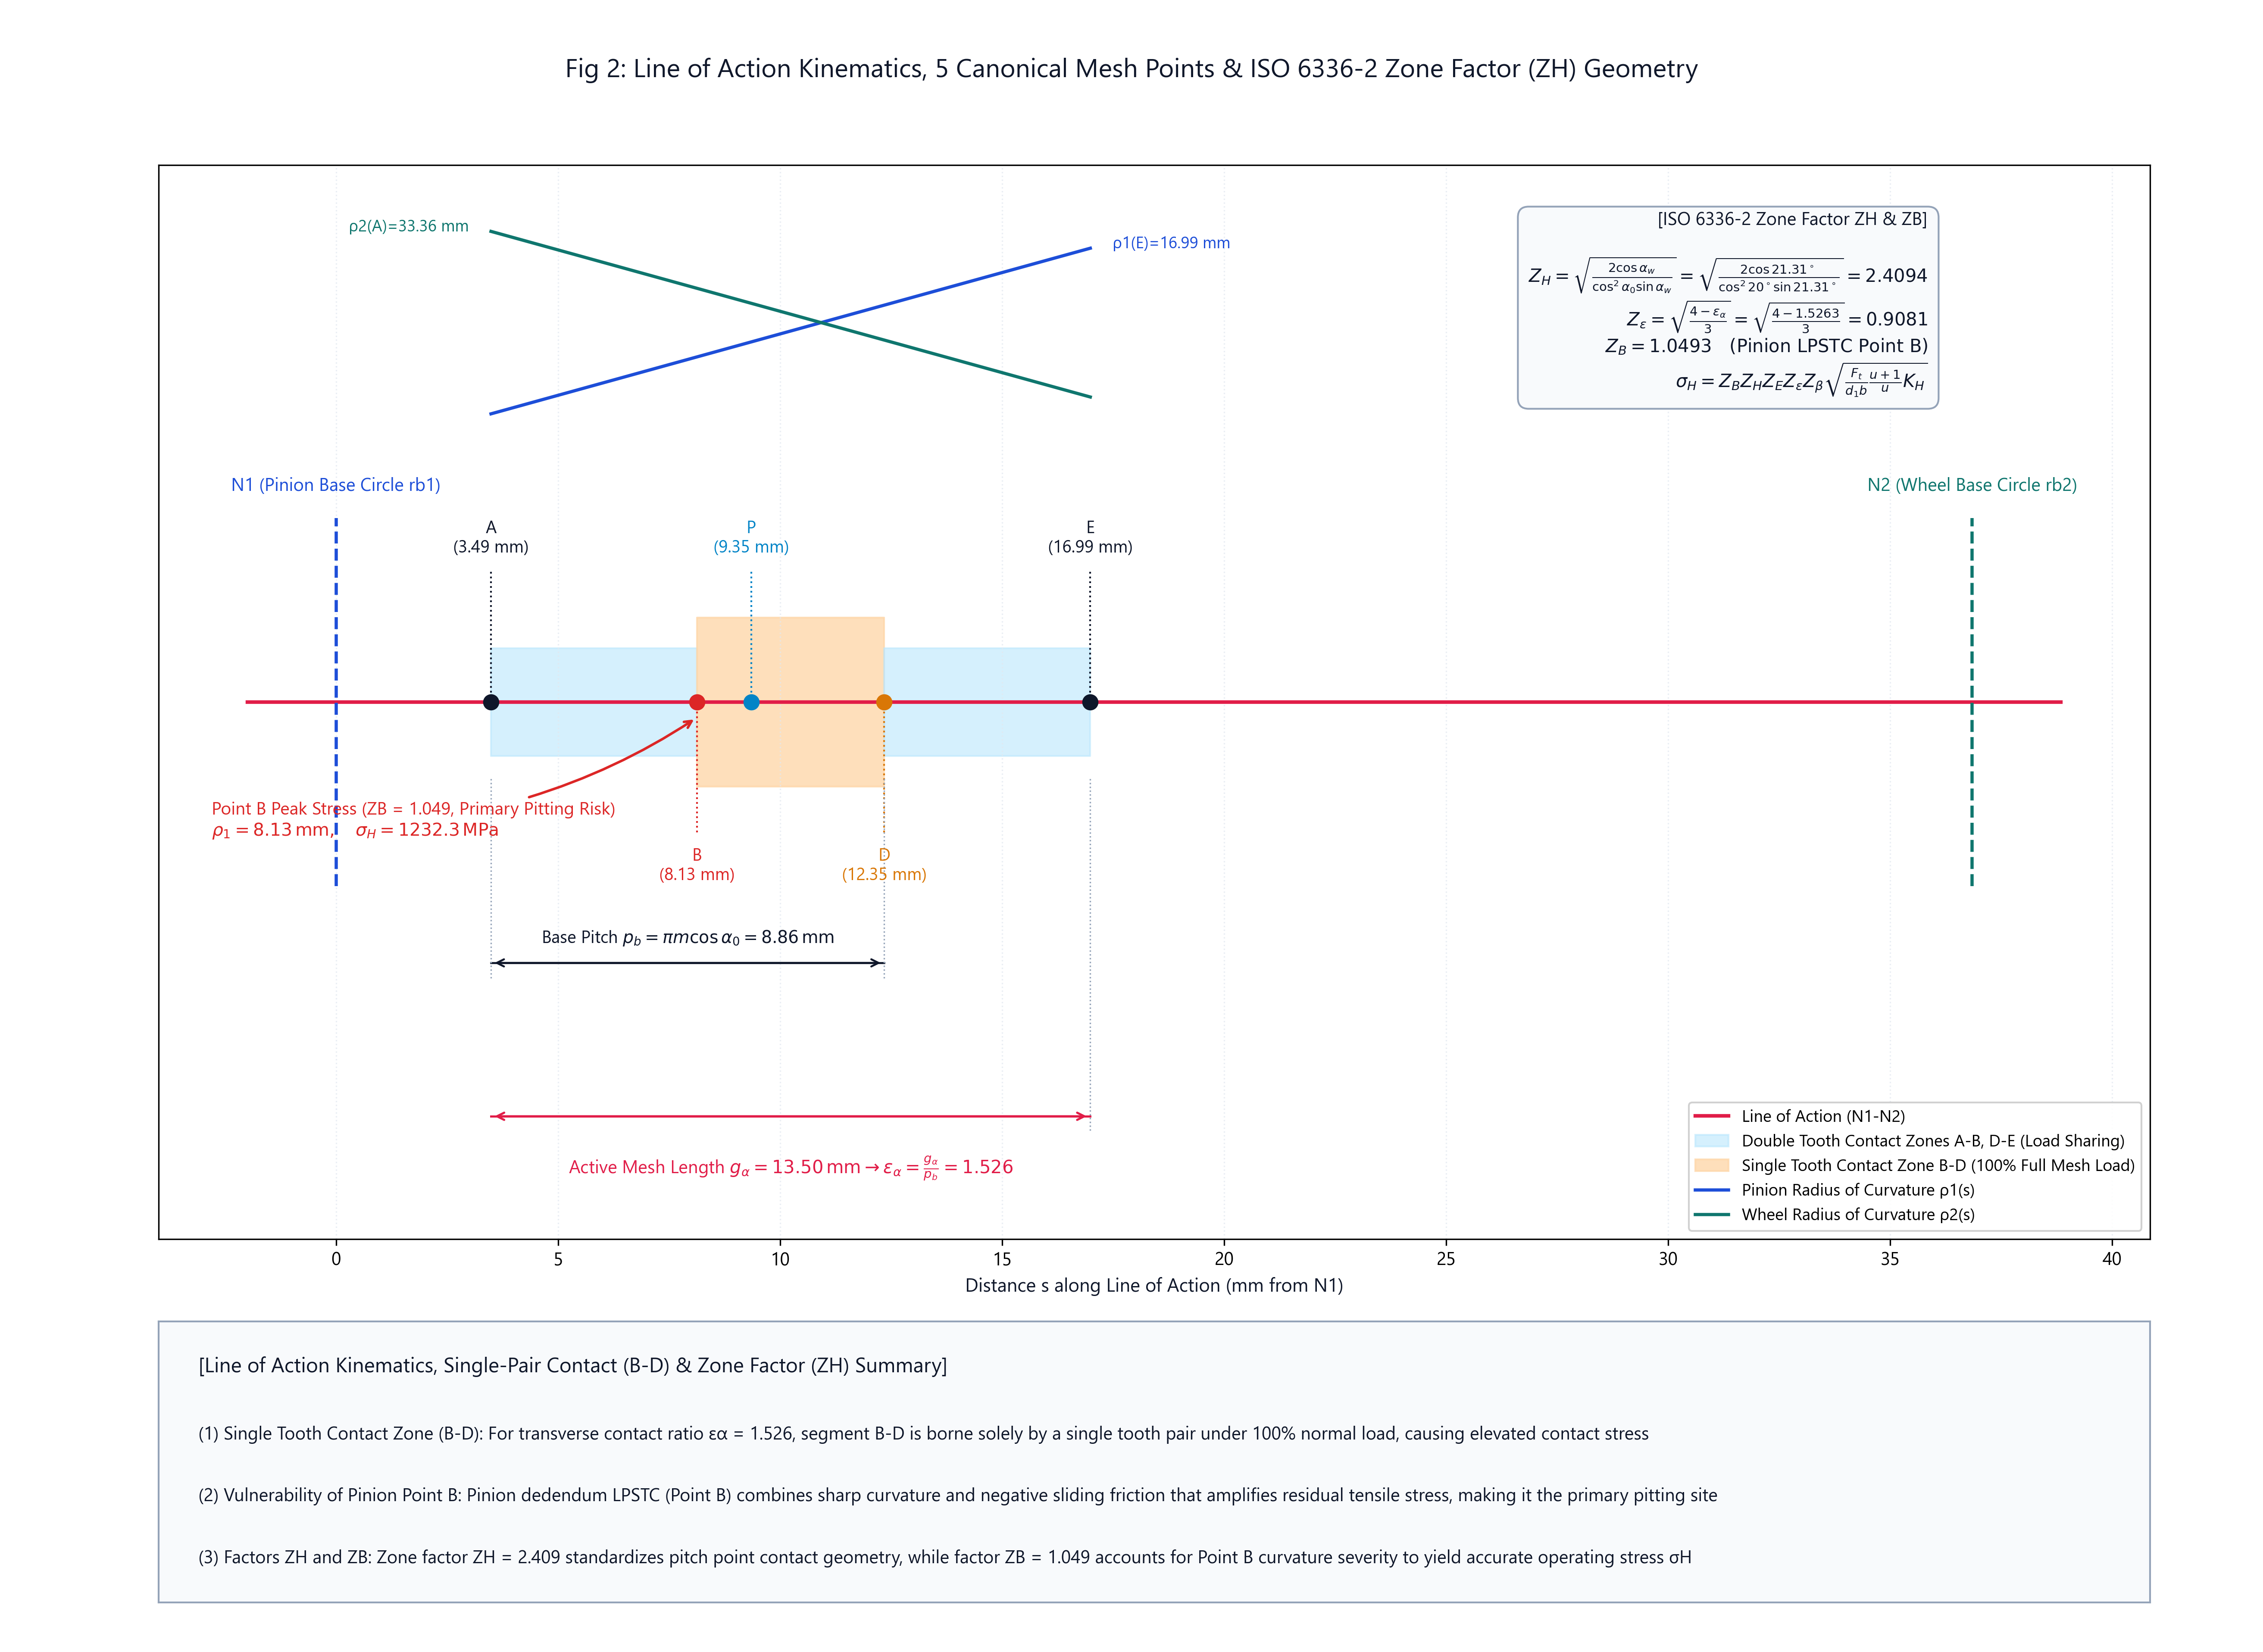 Fig 2: Line of Action Kinematics, 5 Canonical Mesh Points & ISO 6336-2 Zone Factor (ZH) Geometry
ρ2(A)=33.36 mm
ρ1(E)=16.99 mm
[ISO 6336-2 Zone Factor ZH & ZB]
Z_H = √(2cos α_w / cos² α₀ sin α_w) = √(2cos 21.31° / cos² 20° sin 21.31°) = 2.4094
Z_ε = √((4 − ε_α) / 3) = √((4 − 1.5263) / 3) = 0.9081
Z_B = 1.0493 (Pinion LPSTC Point B)
σ_H = Z_B Z_H Z_E Z_ε Z_β √(F_t / d₁b · (u + 1) / u · K_H)
N1 (Pinion Base Circle rb1)
N2 (Wheel Base Circle rb2)
A
(3.49 mm)
P
(9.35 mm)
E
(16.99 mm)
Point B Peak Stress (ZB = 1.049, Primary Pitting Risk)
ρ₁ = 8.13 mm, σ_H = 1232.3 MPa
B
(8.13 mm)
D
(12.35 mm)
Base Pitch p_b = πm cos α₀ = 8.86 mm
Active Mesh Length g_α = 13.50 mm → ε_α = g_α / p_b = 1.526
Line of Action (N1-N2)
Double Tooth Contact Zones A-B, D-E (Load Sharing)
Single Tooth Contact Zone B-D (100% Full Mesh Load)
Pinion Radius of Curvature ρ1(s)
Wheel Radius of Curvature ρ2(s)
0 5 10 15 20 25 30 35 40
Distance s along Line of Action (mm from N1)
[Line of Action Kinematics, Single-Pair Contact (B-D) & Zone Factor (ZH) Summary]
(1) Single Tooth Contact Zone (B-D): For transverse contact ratio εα = 1.526, segment B-D is borne solely by a single tooth pair under 100% normal load, causing elevated contact stress
(2) Vulnerability of Pinion Point B: Pinion dedendum LPSTC (Point B) combines sharp curvature and negative sliding friction that amplifies residual tensile stress, making it the primary pitting site
(3) Factors ZH and ZB: Zone factor ZH = 2.409 standardizes pitch point contact geometry, while factor ZB = 1.049 accounts for Point B curvature severity to yield accurate operating stress σH